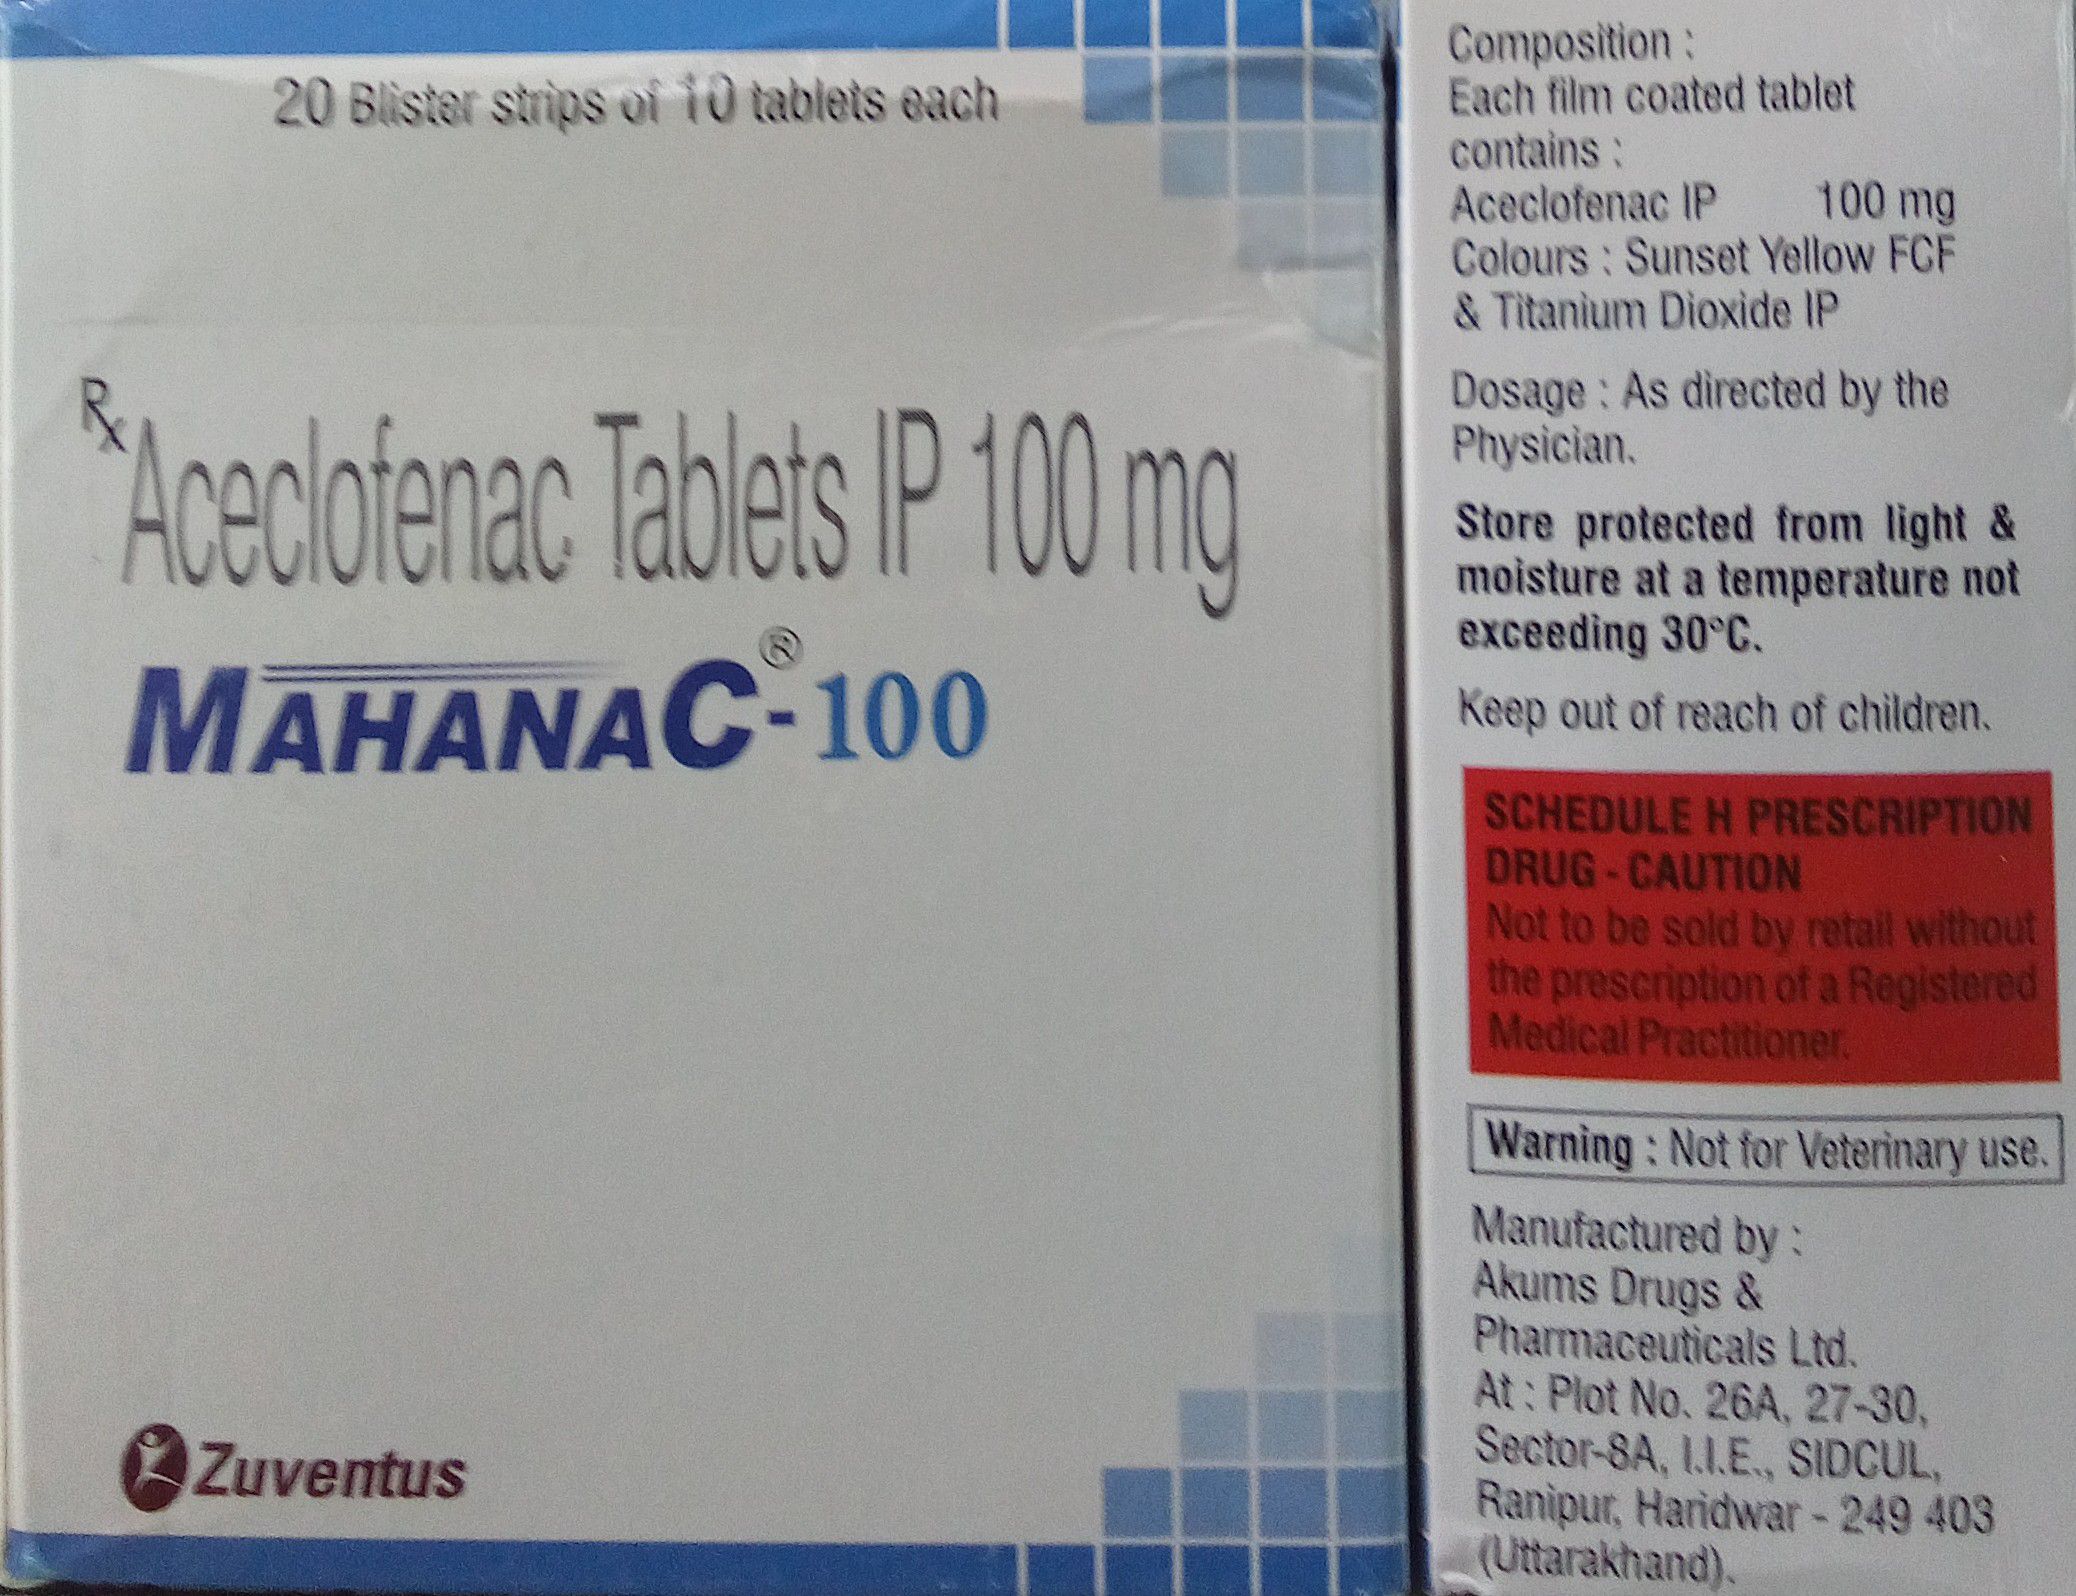 20 Blister strips of 10 tablets each
Rx
Aceclofenac Tablets IP 100 mg
MAHANAC®-100
Zuventus
Composition :
Each film coated tablet
contains :
Aceclofenac IP 100 mg
Colours : Sunset Yellow FCF
& Titanium Dioxide IP
Dosage : As directed by the
Physician.
Store protected from light &
moisture at a temperature not
exceeding 30°C.
Keep out of reach of children.
SCHEDULE H PRESCRIPTION
DRUG - CAUTION
Not to be sold by retail without
the prescription of a Registered
Medical Practitioner.
Warning : Not for Veterinary use.
Manufactured by :
Akums Drugs &
Pharmaceuticals Ltd.
At : Plot No. 26A, 27-30,
Sector-8A, I.I.E., SIDCUL,
Ranipur, Haridwar - 249 403
(Uttarakhand).